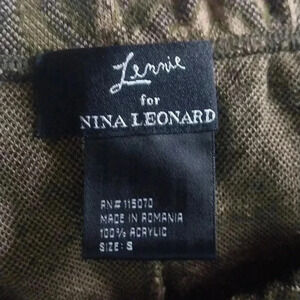 Lennie
for
NINA LEONARD
RN# 115070
MADE IN ROMANIA
100% ACRYLIC
SIZE: S